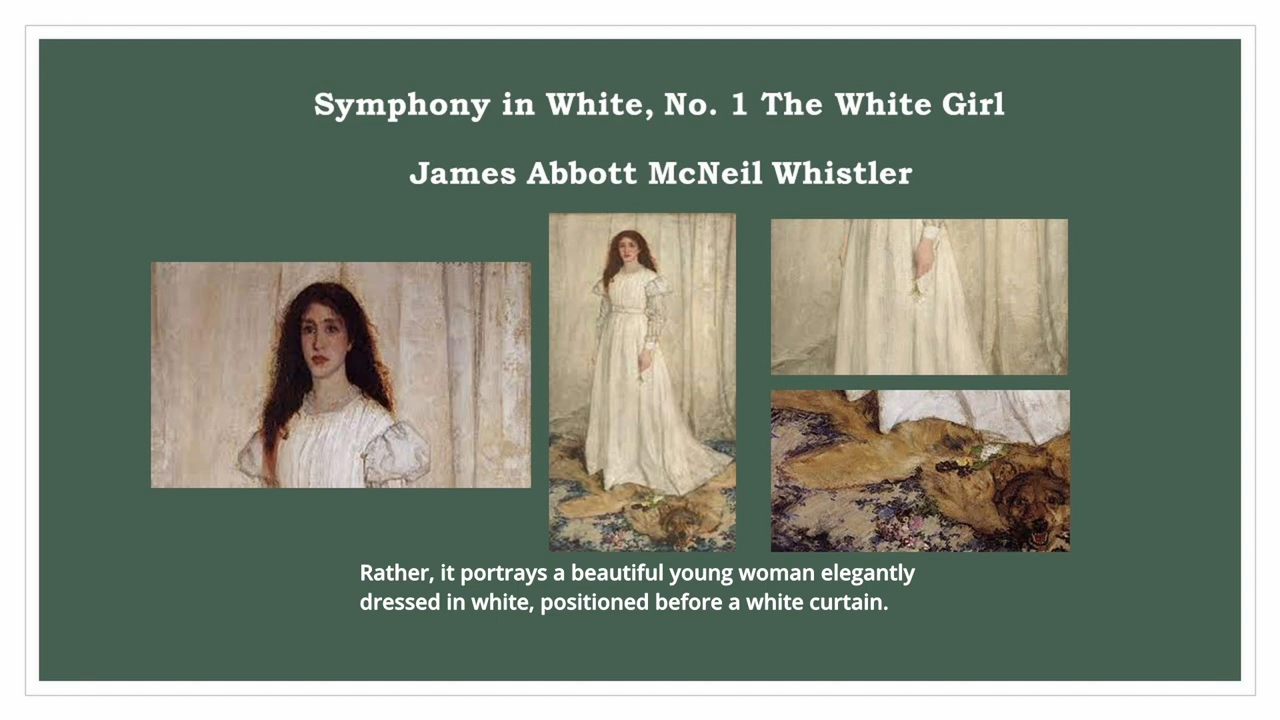 Symphony in White, No. 1 The White Girl
James Abbott McNeil Whistler
Rather, it portrays a beautiful young woman elegantly
dressed in white, positioned before a white curtain.